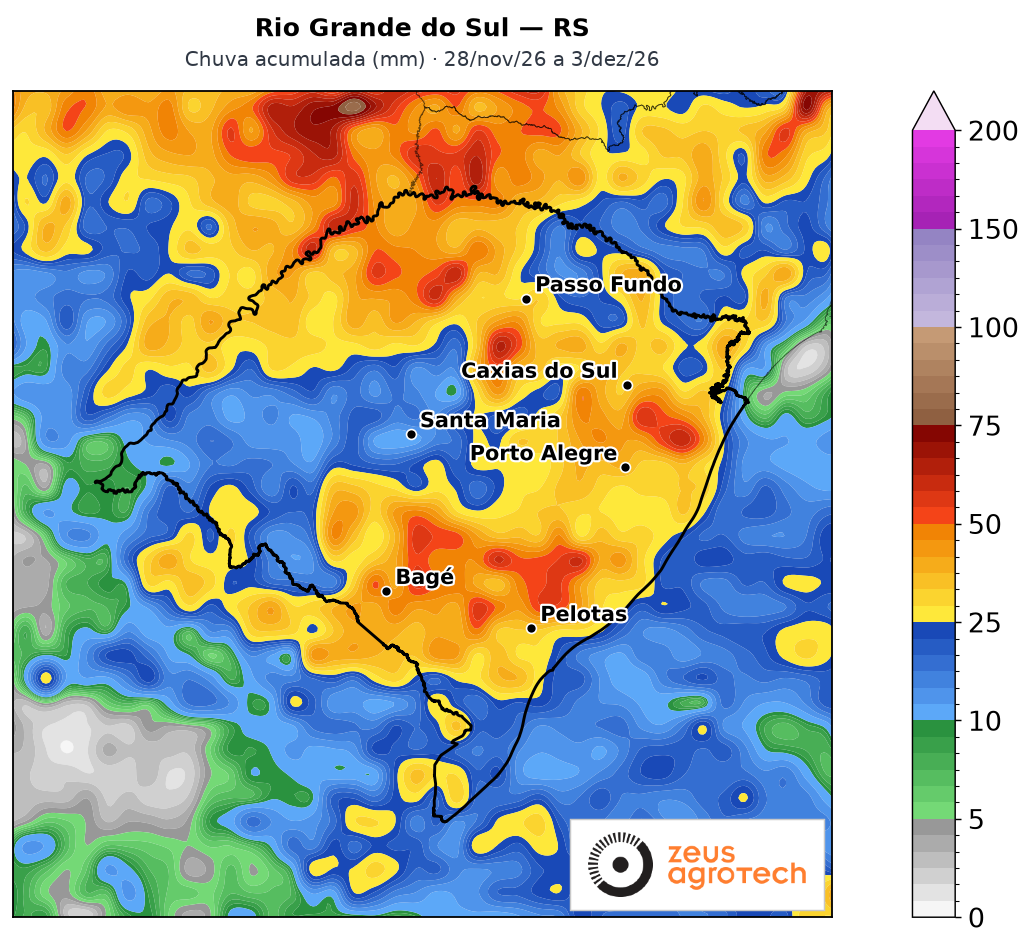 Rio Grande do Sul — RS
Chuva acumulada (mm) · 28/nov/26 a 3/dez/26
200
150
100
75
50
25
10
5
0
Passo Fundo
Caxias do Sul
Santa Maria
Porto Alegre
Bagé
Pelotas
zeus
agrotech